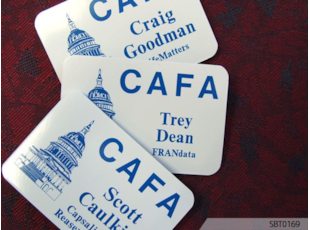 CAFA
Craig
Goodman
CAFA
Trey
Dean
FRANdata
CAFA
Scott
SBT0169